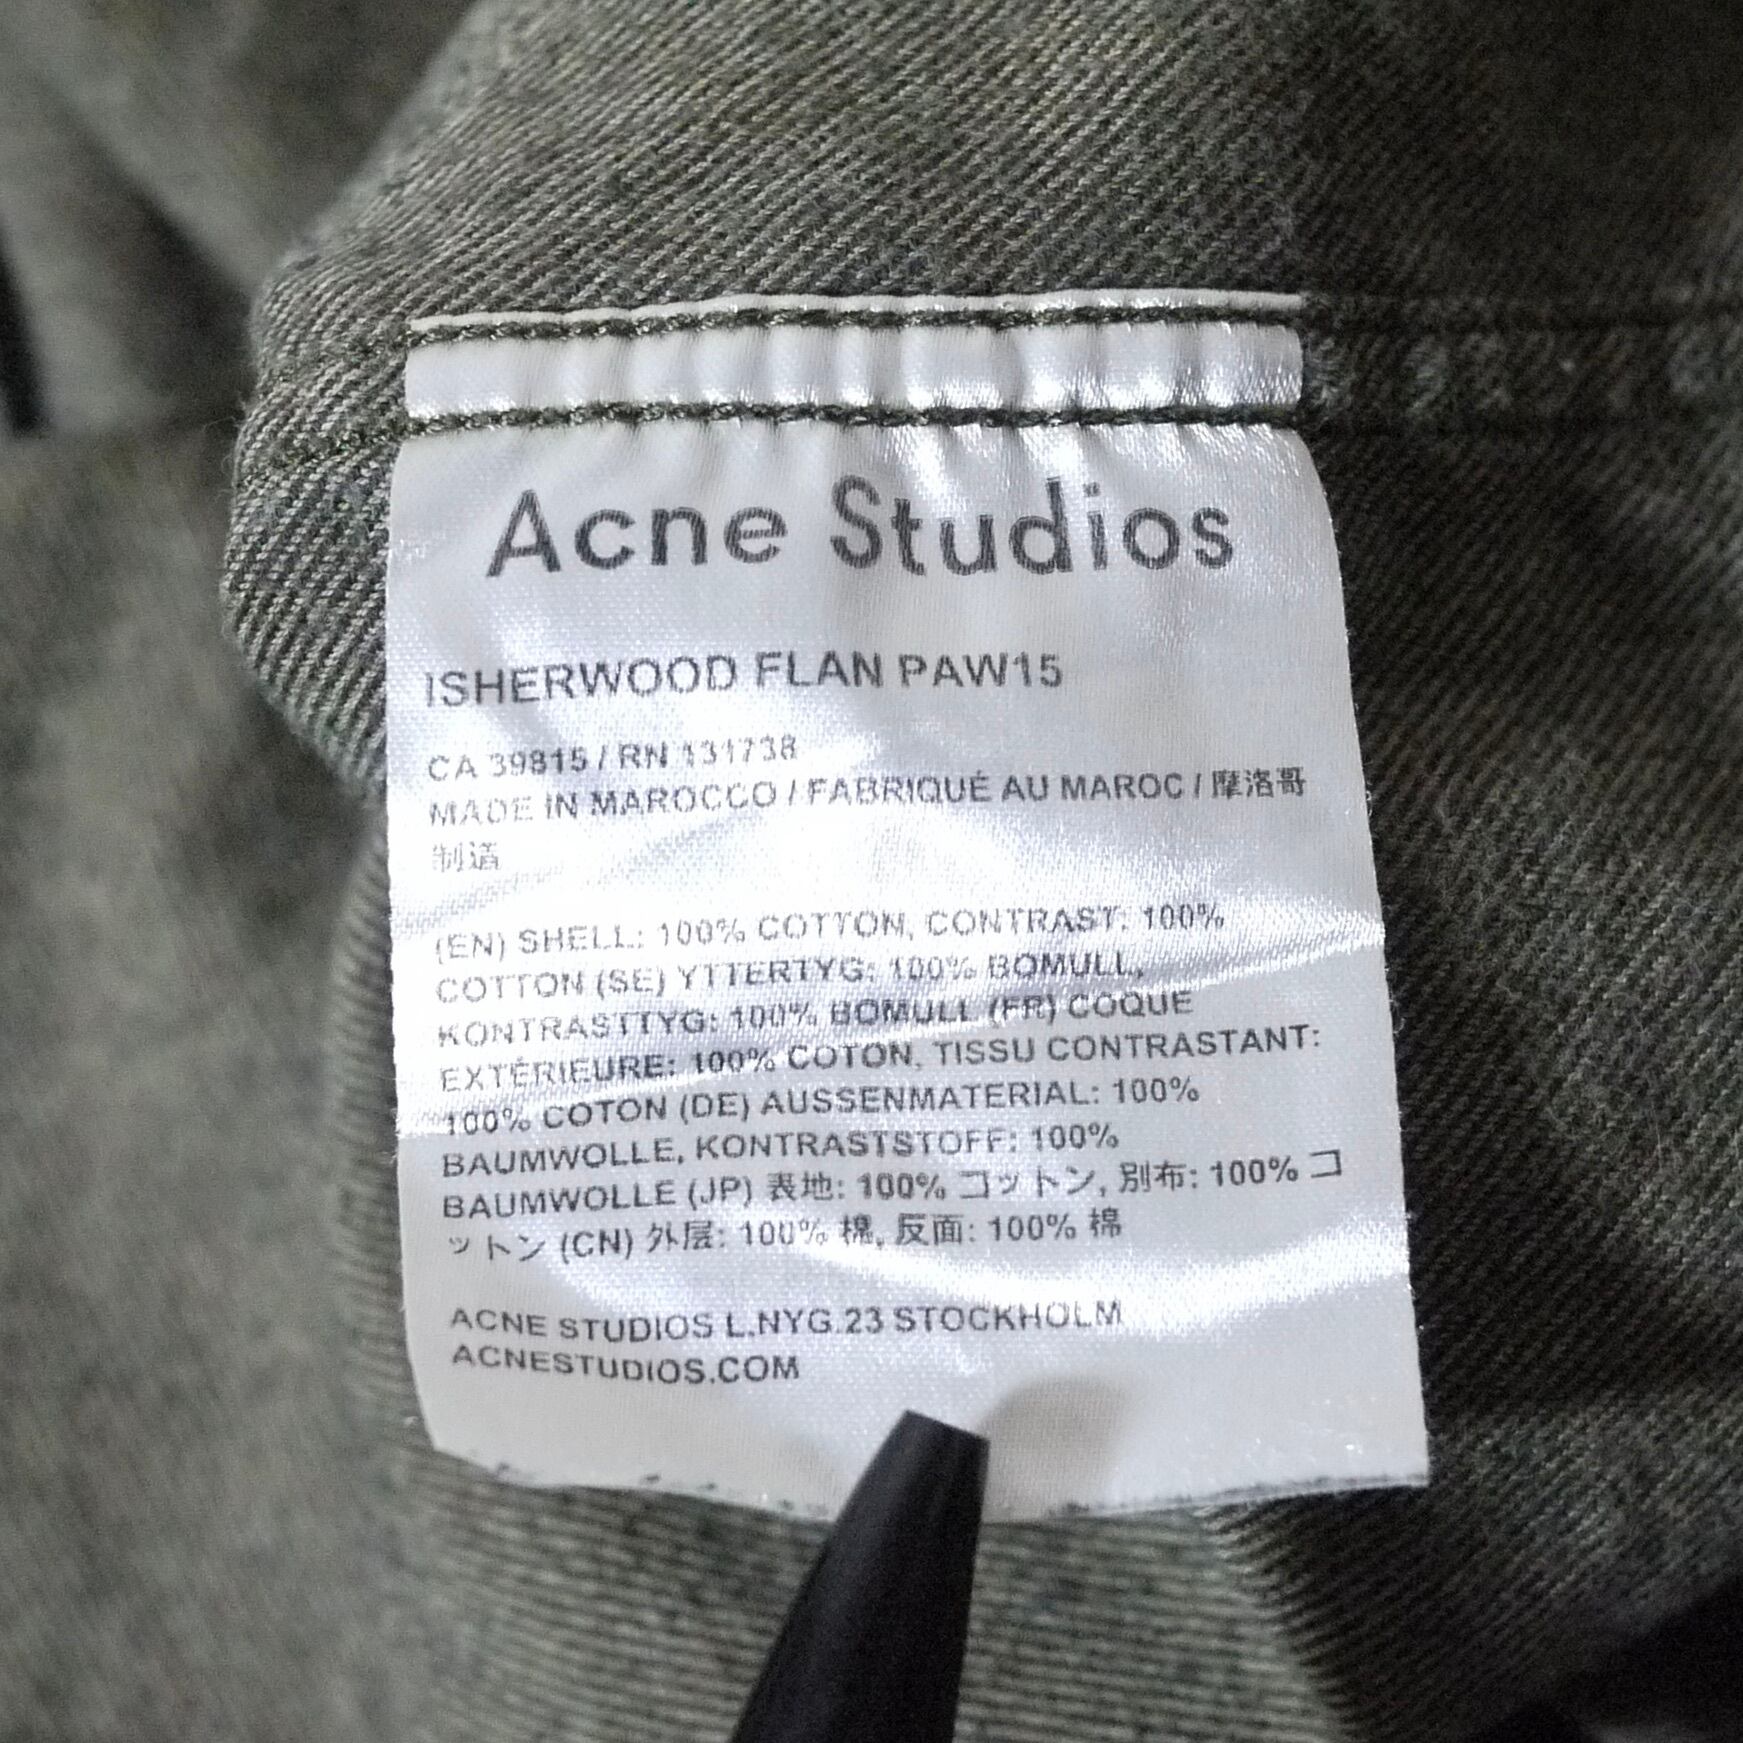 Acne Studios
ISHERWOOD FLAN PAW15
CA 39815 / RN 131738
MADE IN MAROCCO / FABRIQUÉ AU MAROC / 摩洛哥
制造
(EN) SHELL: 100% COTTON, CONTRAST: 100%
COTTON (SE) YTTERTYG: 100% BOMULL,
KONTRASTTYG: 100% BOMULL (FR) COQUE
EXTÉRIEURE: 100% COTON, TISSU CONTRASTANT:
100% COTON (DE) AUSSENMATERIAL: 100%
BAUMWOLLE, KONTRASTSTOFF: 100%
BAUMWOLLE (JP) 表地: 100% コットン, 別布: 100% コ
ットン (CN) 外层: 100% 棉, 反面: 100% 棉
ACNE STUDIOS L.NYG.23 STOCKHOLM
ACNESTUDIOS.COM